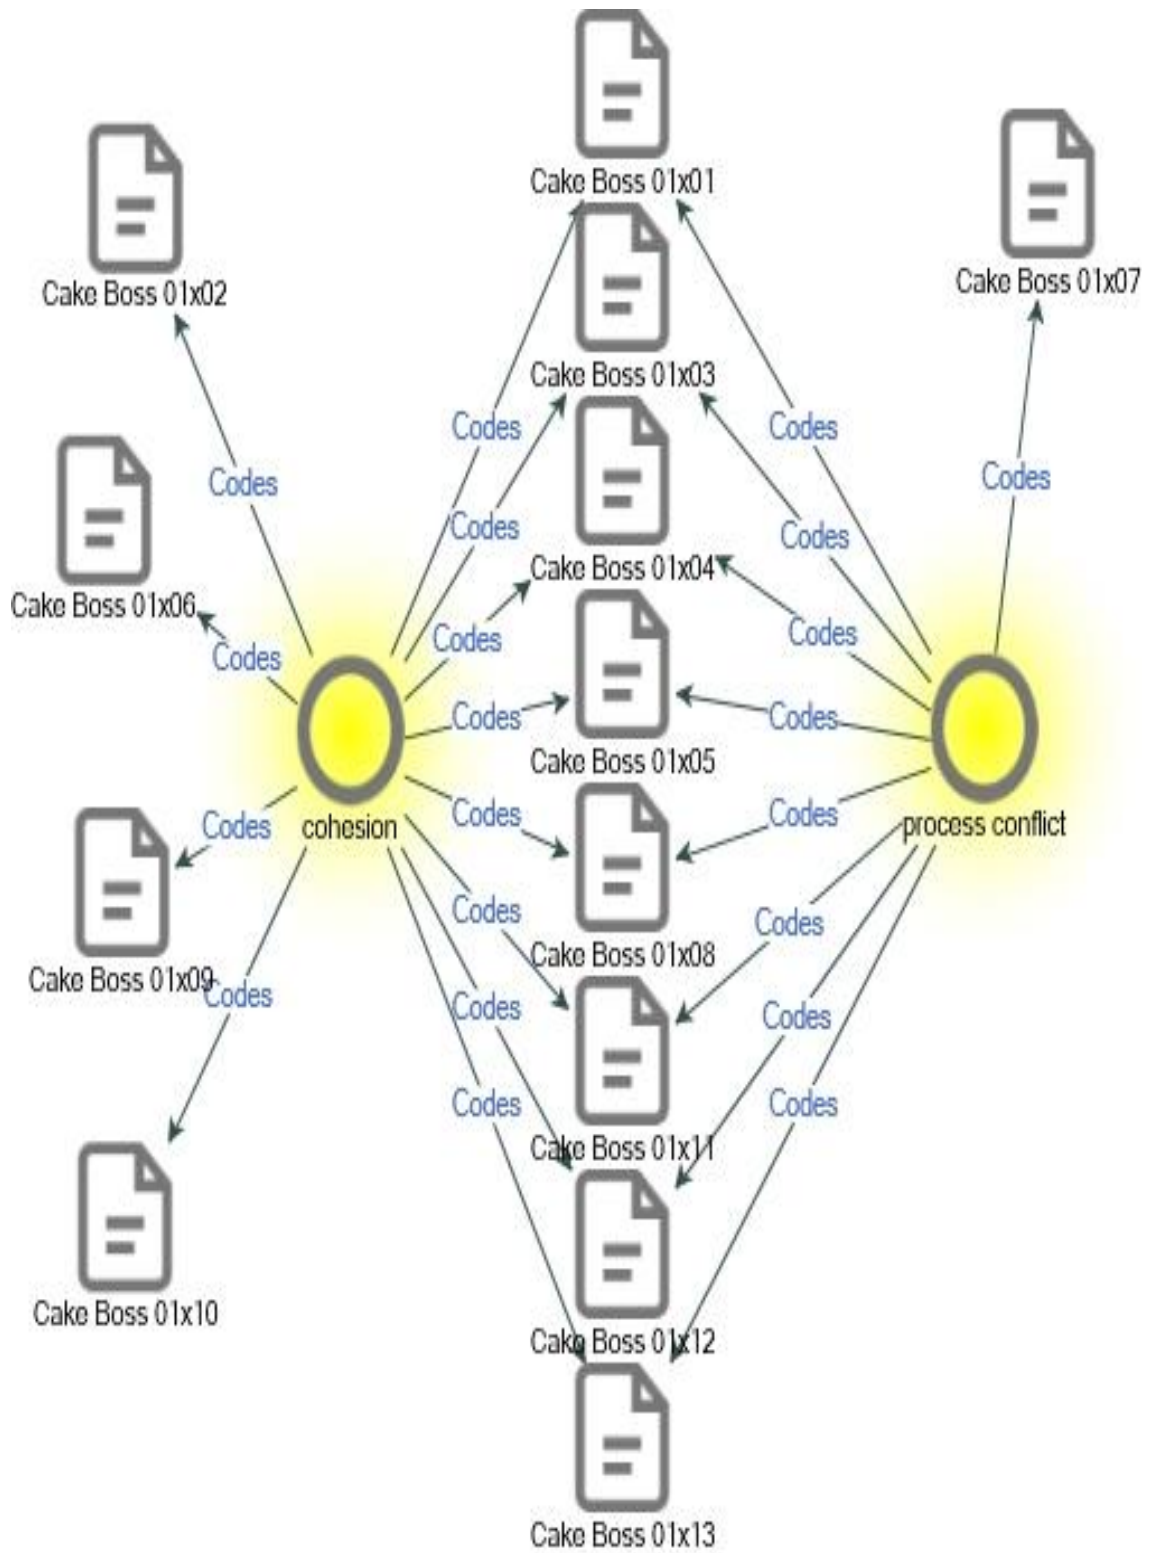 Cake Boss 01x01
Cake Boss 01x02
Cake Boss 01x07
Cake Boss 01x03
Codes
Codes
Codes
Codes
Codes
Codes
Codes
Cake Boss 01x04
Cake Boss 01x06
Codes
Codes
Codes
Codes
Codes
Cake Boss 01x05
Codes
Codes
Codes
cohesion
process conflict
Codes
Codes
Cake Boss 01x08
Cake Boss 01x09
Codes
Codes
Codes
Codes
Codes
Cake Boss 01x11
Cake Boss 01x10
Cake Boss 01x12
Cake Boss 01x13